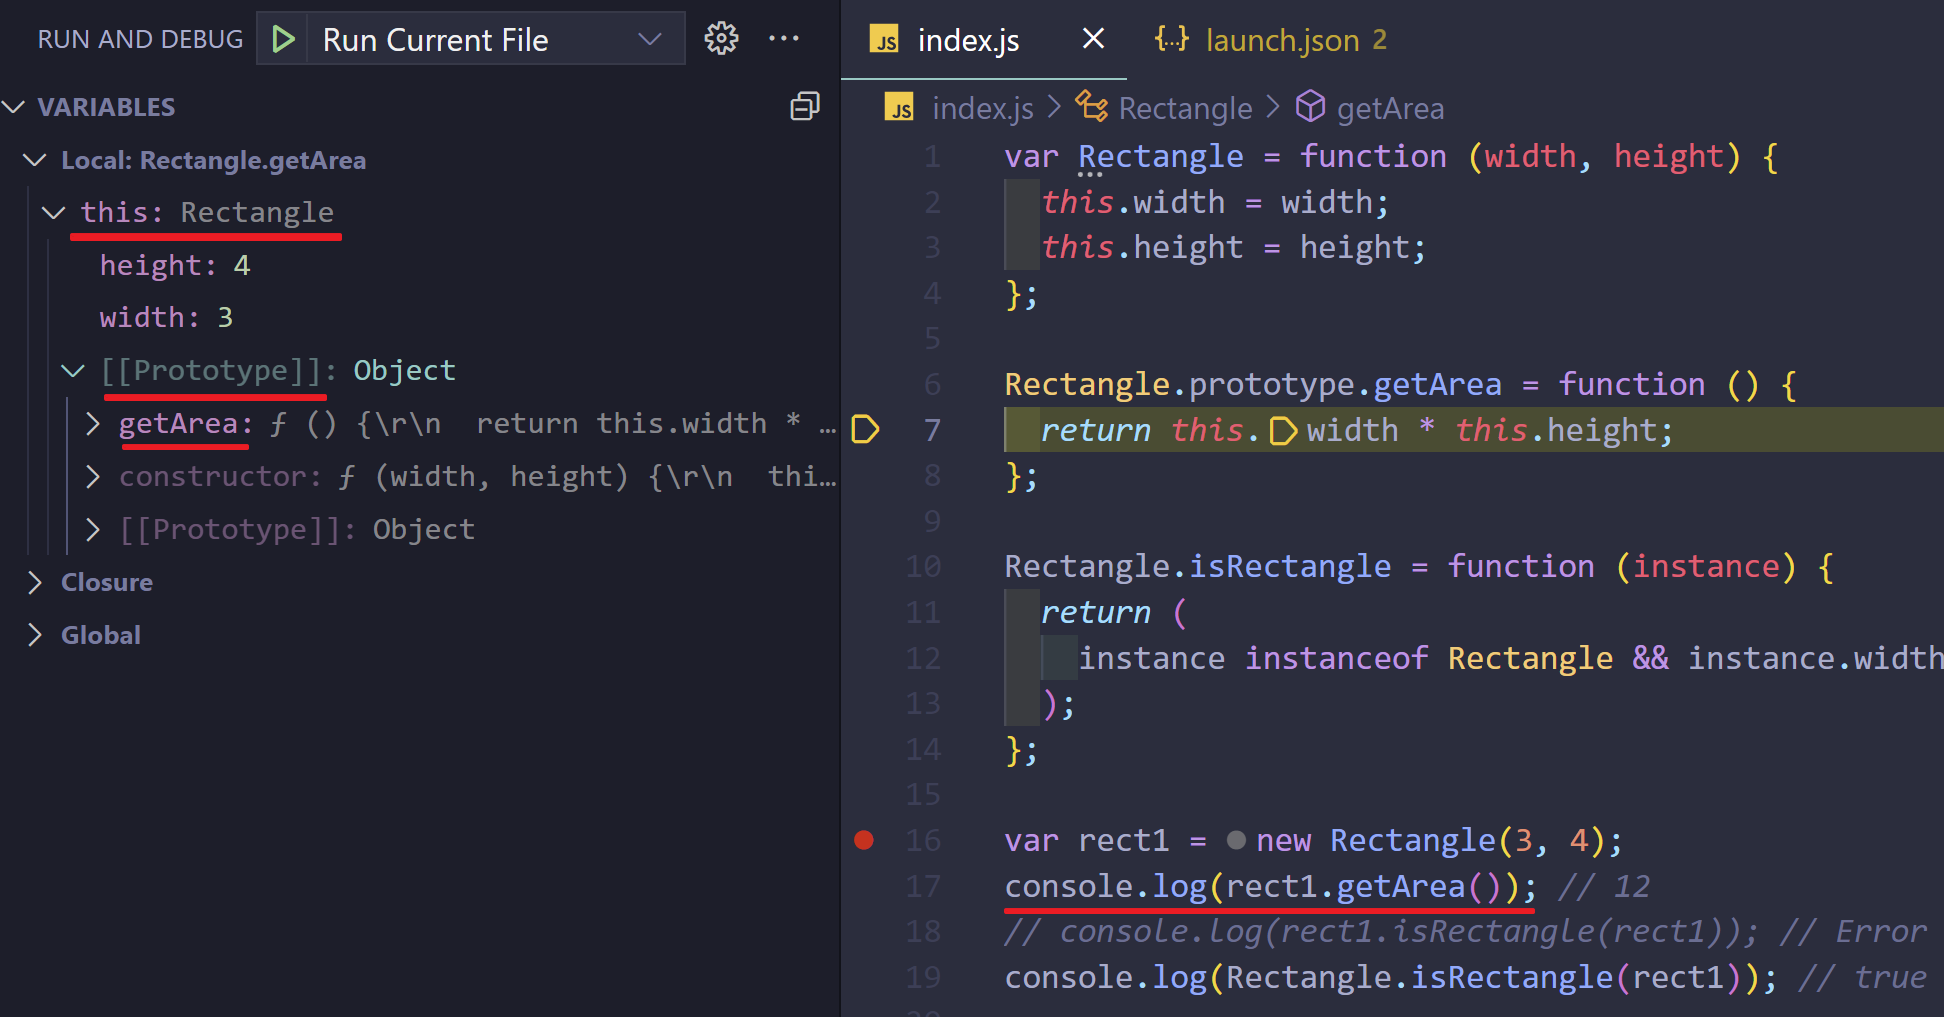 RUN AND DEBUG Run Current File ...
VARIABLES
Local: Rectangle.getArea
this: Rectangle
height: 4
width: 3
[[Prototype]]: Object
getArea: ƒ () {\r\n  return this.width * …
constructor: ƒ (width, height) {\r\n  thi…
[[Prototype]]: Object
Closure
Global
JS index.js {..} launch.json 2
JS index.js > Rectangle > getArea
1 var Rectangle = function (width, height) {
2   this.width = width;
3   this.height = height;
4 };
5
6 Rectangle.prototype.getArea = function () {
7   return this.width * this.height;
8 };
9
10 Rectangle.isRectangle = function (instance) {
11   return (
12     instance instanceof Rectangle && instance.width
13   );
14 };
15
16 var rect1 = new Rectangle(3, 4);
17 console.log(rect1.getArea()); // 12
18 // console.log(rect1.isRectangle(rect1)); // Error
19 console.log(Rectangle.isRectangle(rect1)); // true